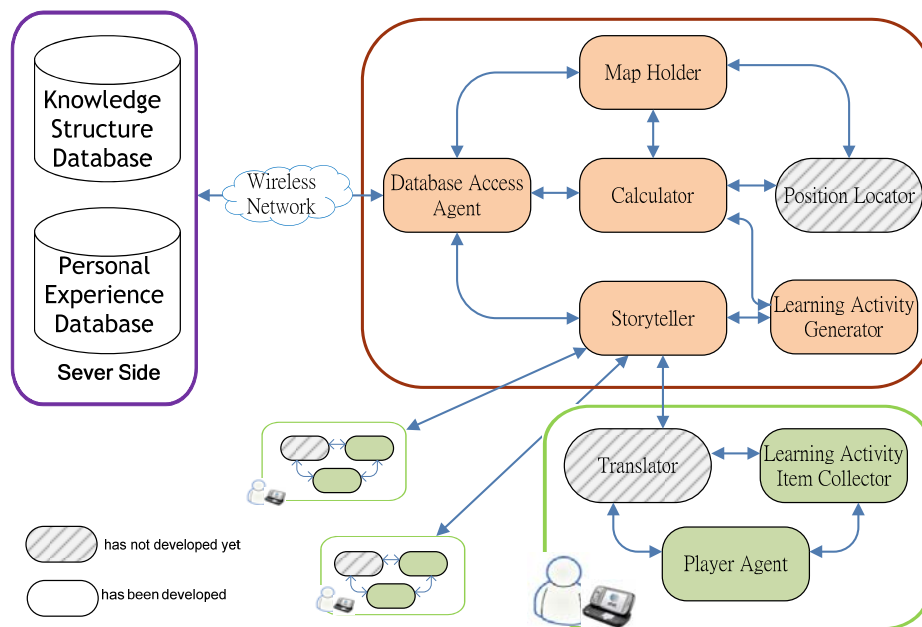 Knowledge
Structure
Database
Personal
Experience
Database
Sever Side
Wireless
Network
Map Holder
Database Access
Agent
Calculator
Position Locator
Storyteller
Learning Activity
Generator
Translator
Learning Activity
Item Collector
Player Agent
has not developed yet
has been developed